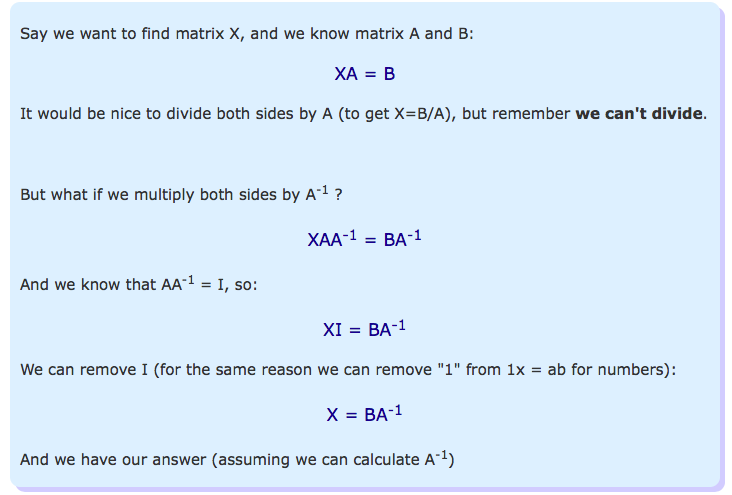 Say we want to find matrix X, and we know matrix A and B:
XA = B
It would be nice to divide both sides by A (to get X=B/A), but remember we can't divide.
But what if we multiply both sides by A⁻¹ ?
XAA⁻¹ = BA⁻¹
And we know that AA⁻¹ = I, so:
XI = BA⁻¹
We can remove I (for the same reason we can remove "1" from 1x = ab for numbers):
X = BA⁻¹
And we have our answer (assuming we can calculate A⁻¹)